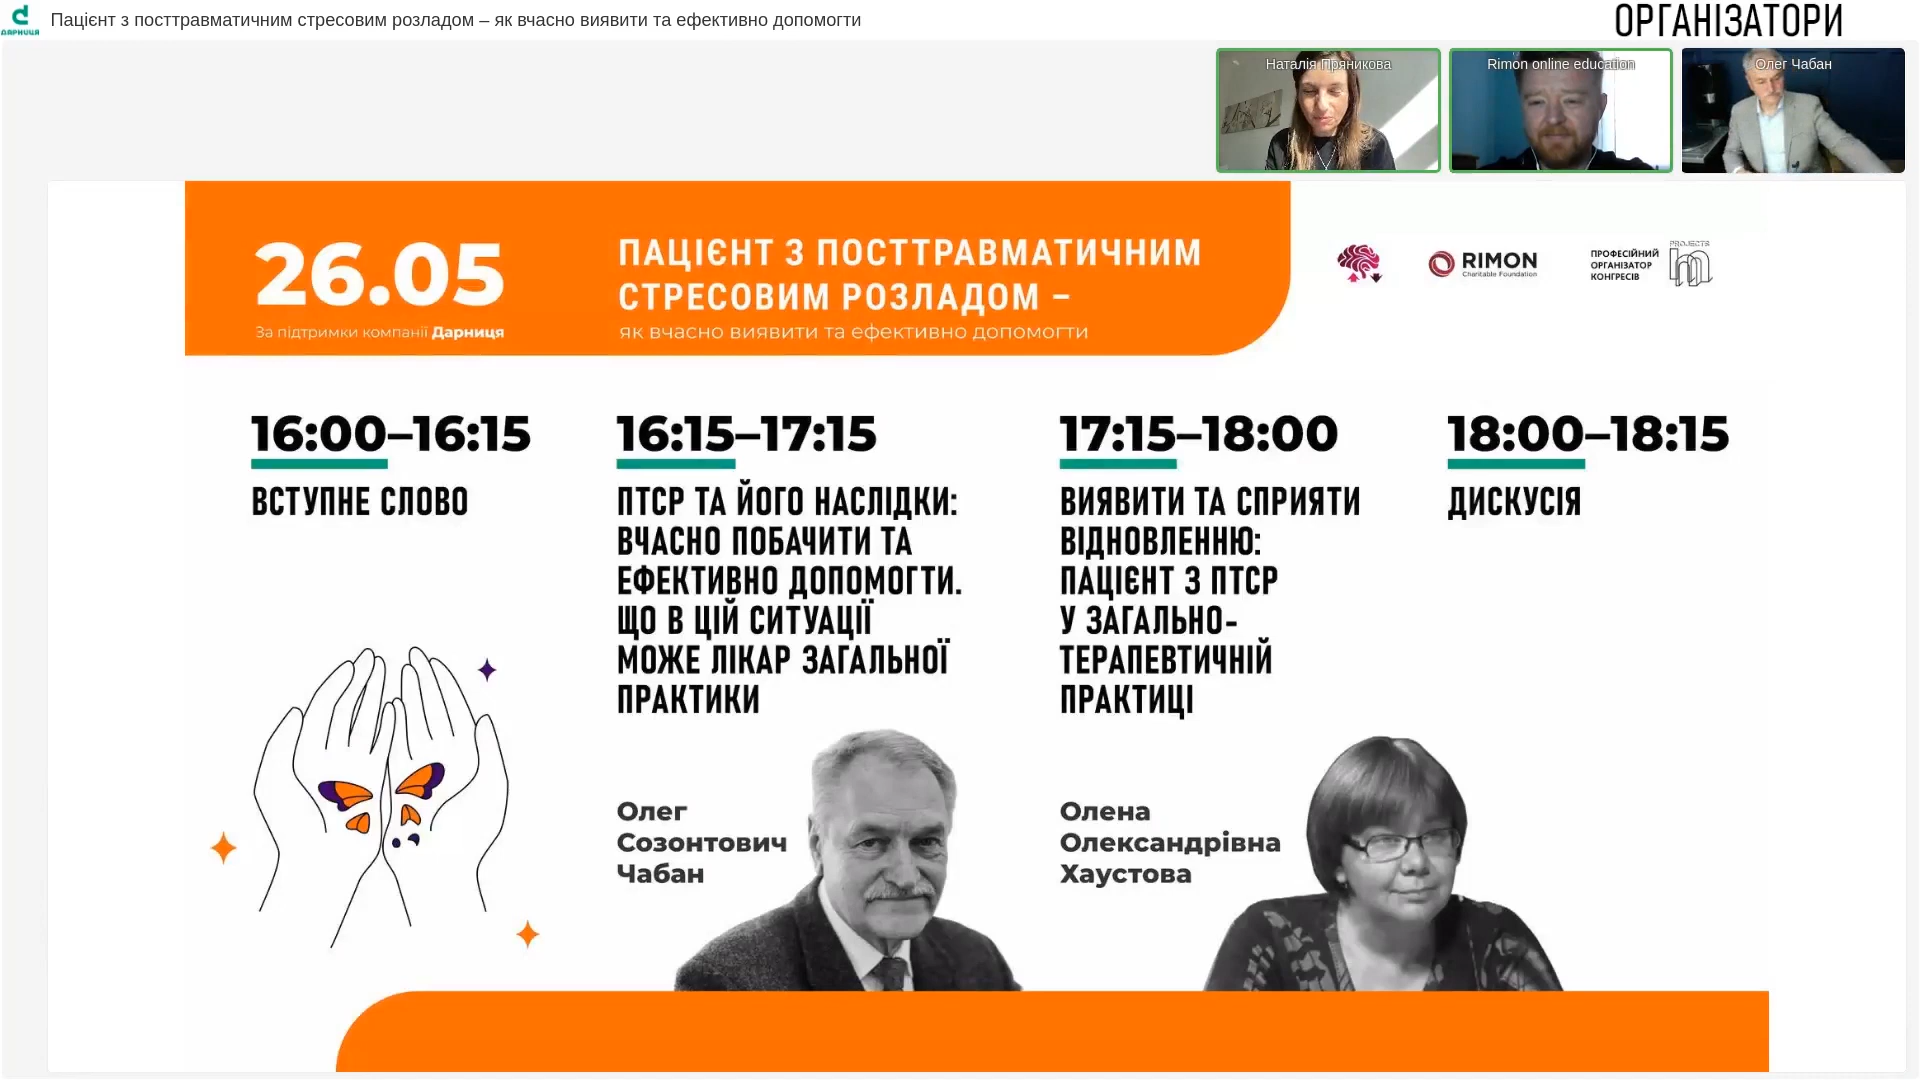 Дарниця
Пацієнт з посттравматичним стресовим розладом – як вчасно виявити та ефективно допомогти
ОРГАНІЗАТОРИ
Наталія Пряникова
Rimon online education
Олег Чабан
26.05
За підтримки компанії Дарниця
ПАЦІЄНТ З ПОСТТРАВМАТИЧНИМ
СТРЕСОВИМ РОЗЛАДОМ –
як вчасно виявити та ефективно допомогти
RIMON
Charitable Foundation
ПРОФЕСІЙНИЙ
ОРГАНІЗАТОР
КОНГРЕСІВ
PROJECTS
in
16:00–16:15
ВСТУПНЕ СЛОВО
16:15–17:15
ПТСР ТА ЙОГО НАСЛІДКИ:
ВЧАСНО ПОБАЧИТИ ТА
ЕФЕКТИВНО ДОПОМОГТИ.
ЩО В ЦІЙ СИТУАЦІЇ
МОЖЕ ЛІКАР ЗАГАЛЬНОЇ
ПРАКТИКИ
Олег
Созонтович
Чабан
17:15–18:00
ВИЯВИТИ ТА СПРИЯТИ
ВІДНОВЛЕННЮ:
ПАЦІЄНТ З ПТСР
У ЗАГАЛЬНО-
ТЕРАПЕВТИЧНІЙ
ПРАКТИЦІ
Олена
Олександрівна
Хаустова
18:00–18:15
ДИСКУСІЯ